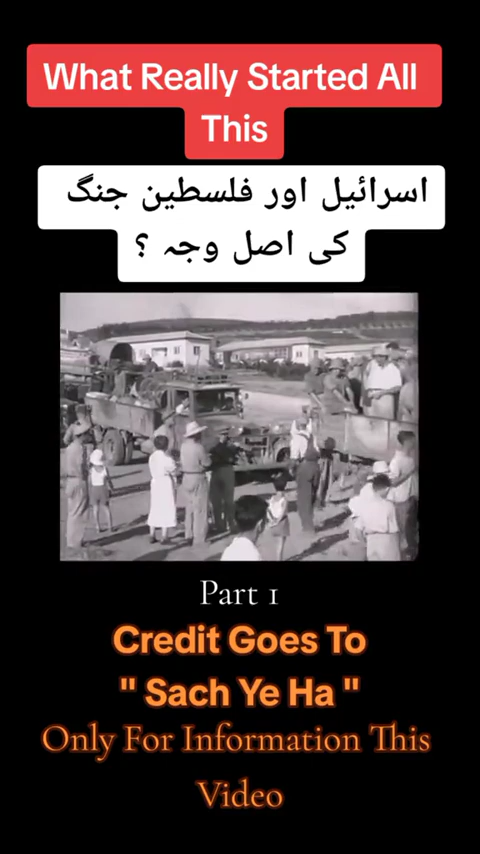 What Really Started All
This
اسرائیل اور فلسطین جنگ
کی اصل وجہ ؟
Part 1
Credit Goes To
" Sach Ye Ha "
Only For Information This
Video